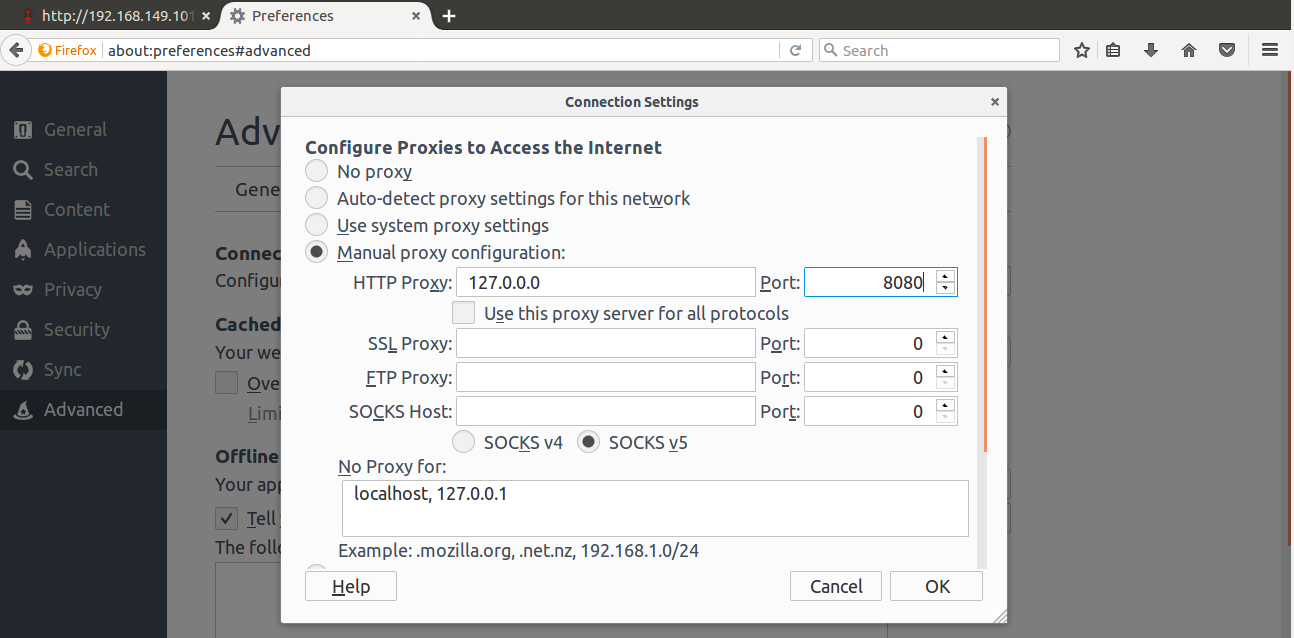 http://192.168.149.101
Preferences
Firefox
about:preferences#advanced
Search
General
Search
Content
Applications
Privacy
Security
Sync
Advanced
Connection Settings
Configure Proxies to Access the Internet
No proxy
Auto-detect proxy settings for this network
Use system proxy settings
Manual proxy configuration:
HTTP Proxy: 127.0.0.0 Port: 8080
Use this proxy server for all protocols
SSL Proxy: Port: 0
FTP Proxy: Port: 0
SOCKS Host: Port: 0
SOCKS v4 SOCKS v5
No Proxy for:
localhost, 127.0.0.1
Example: .mozilla.org, .net.nz, 192.168.1.0/24
Help Cancel OK
Adv
Gene
Connec
Configu
Cached
Your we
Ove
Limi
Offline
Your app
Tell
The follo